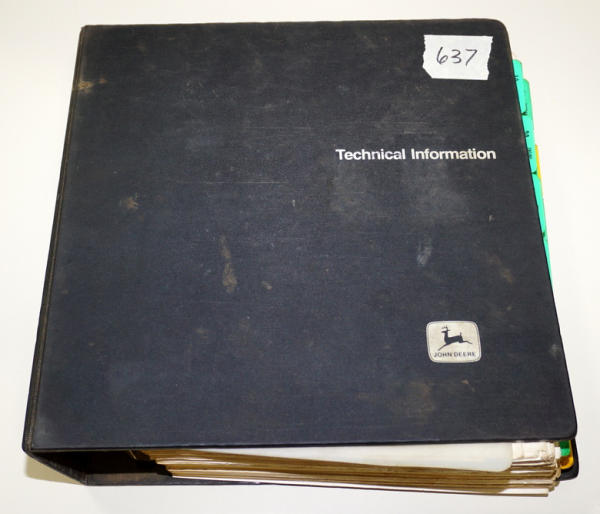 637
Technical Information
JOHN DEERE